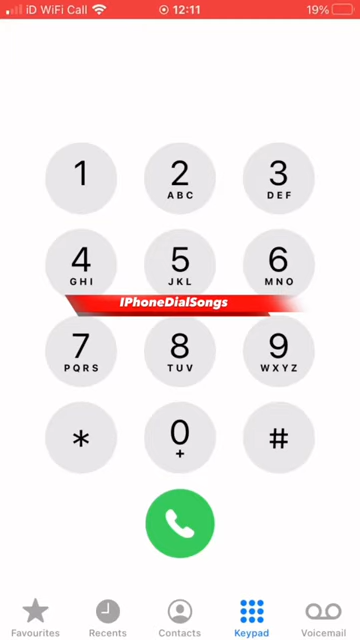 iD WiFi Call 12:11 19%
1 2 3
ABC DEF
4 5 6
GHI JKL MNO
IPhoneDialSongs
7 8 9
PQRS TUV WXYZ
* 0 #
+
Favourites Recents Contacts Keypad Voicemail